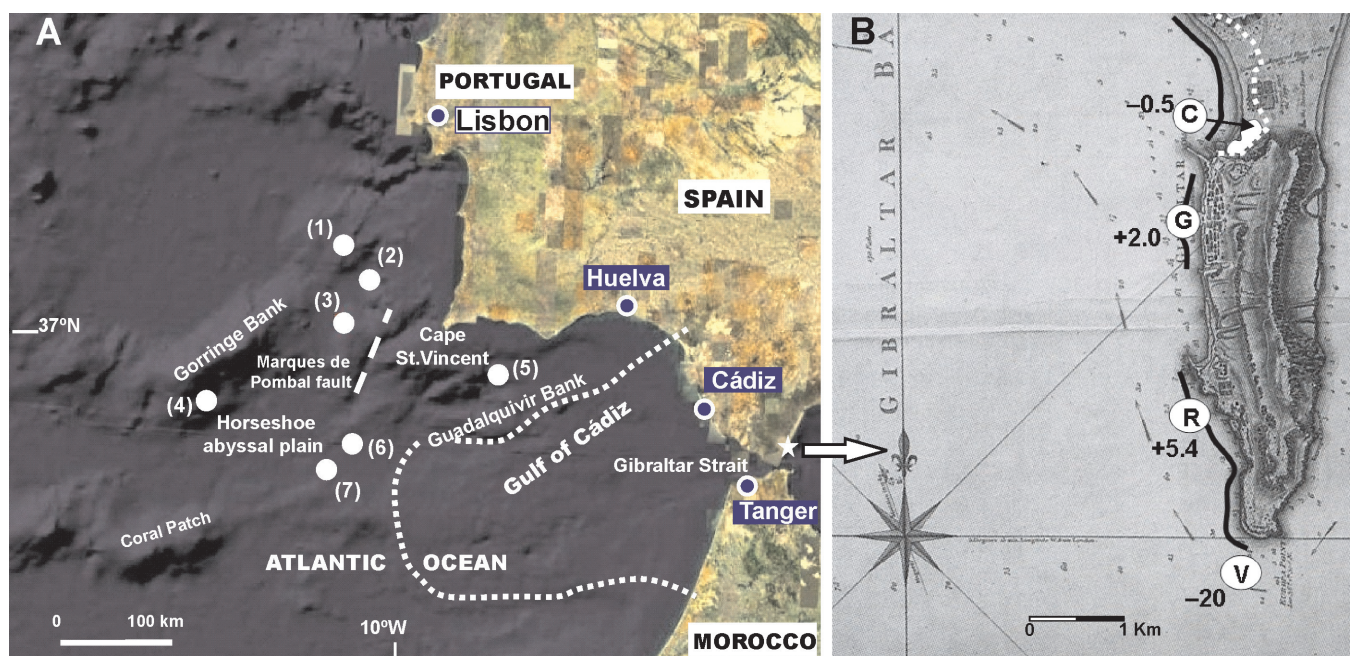 A
PORTUGAL
Lisbon
SPAIN
(1)
(2)
Huelva
(3)
37ºN
Gorringe Bank
Cape
St.Vincent
Marques de
Pombal fault
(5)
Cádiz
(4)
Guadalquivir Bank
Horseshoe
abyssal plain
(6)
Gulf of Cádiz
Gibraltar Strait
(7)
Tanger
Coral Patch
ATLANTIC OCEAN
0 100 km
10ºW
MOROCCO
B
–0.5
C
GIBRALTAR BA
G
+2.0
R
+5.4
V
–20
0 1 Km